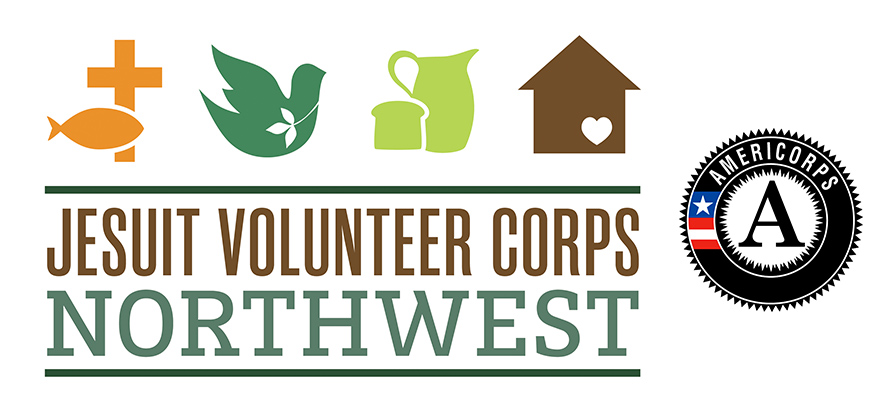 JESUIT VOLUNTEER CORPS
NORTHWEST
AMERICORPS
A